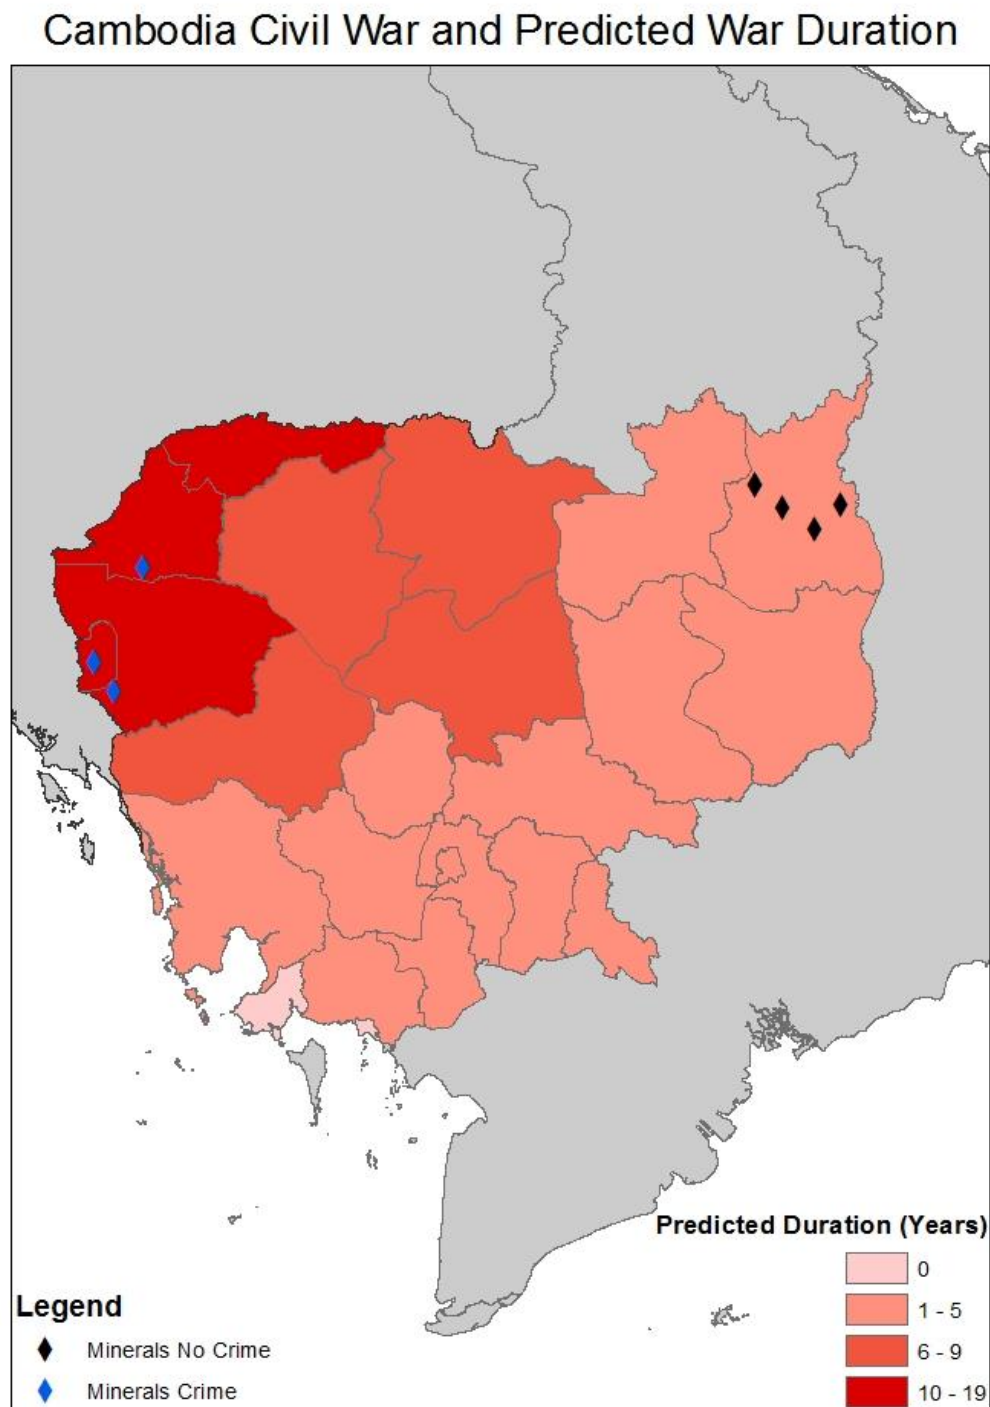 Cambodia Civil War and Predicted War Duration
Predicted Duration (Years)
0
1 - 5
6 - 9
10 - 19
Legend
Minerals No Crime
Minerals Crime